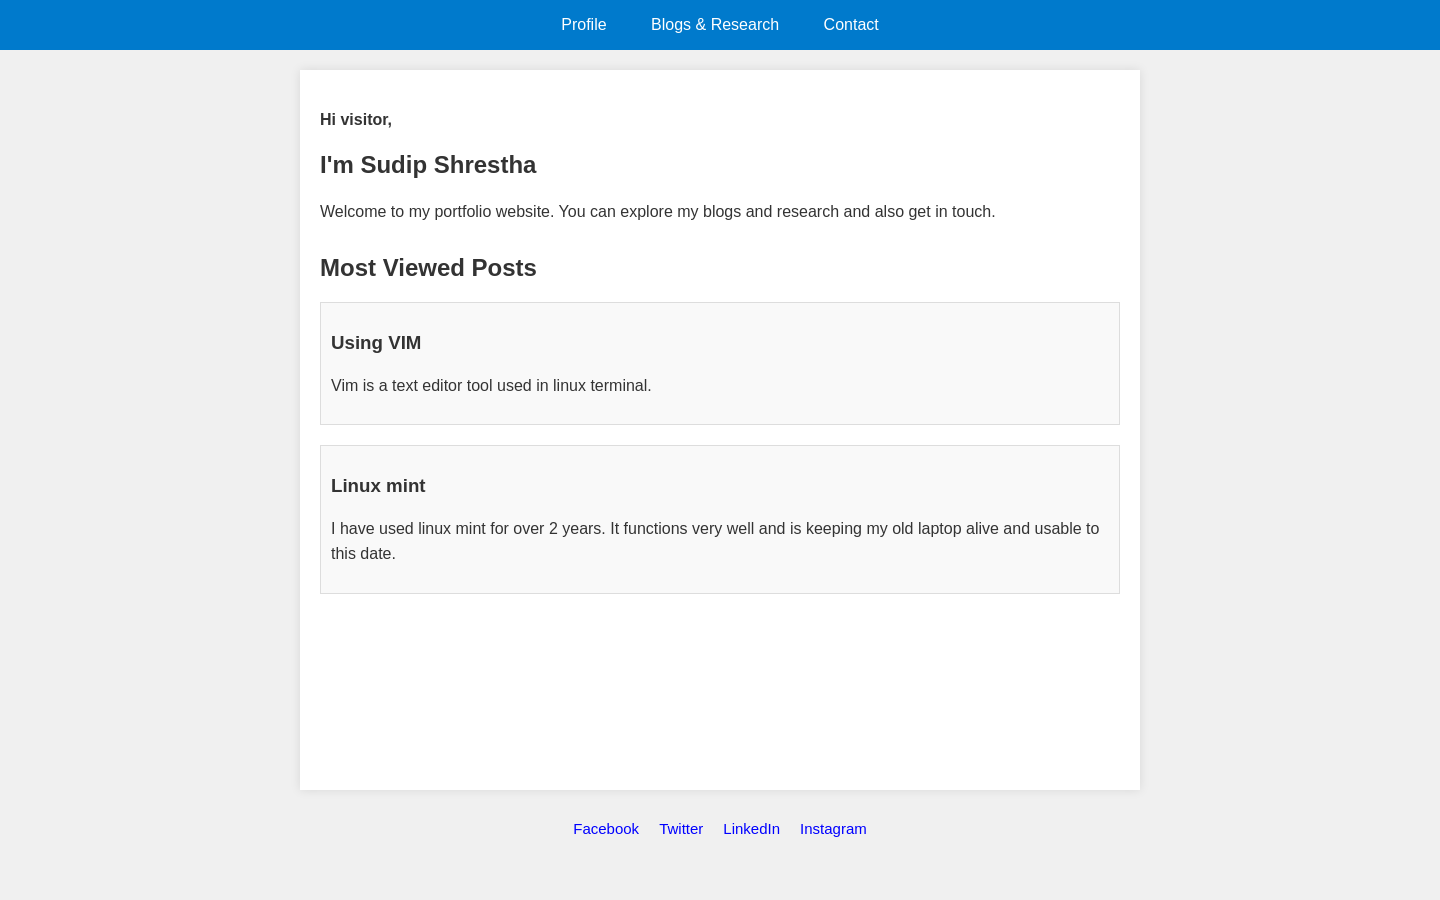 Profile Blogs & Research Contact
Hi visitor,
I'm Sudip Shrestha
Welcome to my portfolio website. You can explore my blogs and research and also get in touch.
Most Viewed Posts
Using VIM
Vim is a text editor tool used in linux terminal.
Linux mint
I have used linux mint for over 2 years. It functions very well and is keeping my old laptop alive and usable to
this date.
Facebook Twitter LinkedIn Instagram